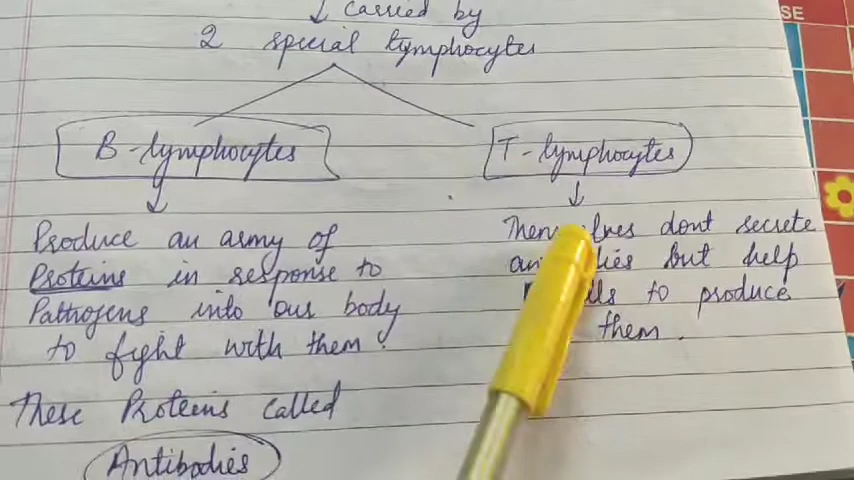 ↓ carried by
2 special lymphocytes
B-lymphocytes
T-lymphocytes
Produce an army of
Proteins in response to
Pathogens into our body
to fight with them.
These Proteins called
Antibodies
dont secrete
but help
to produce
them.
SE